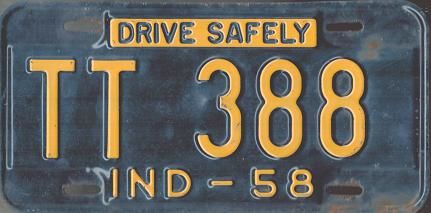 DRIVE SAFELY
TT 388
IND - 58